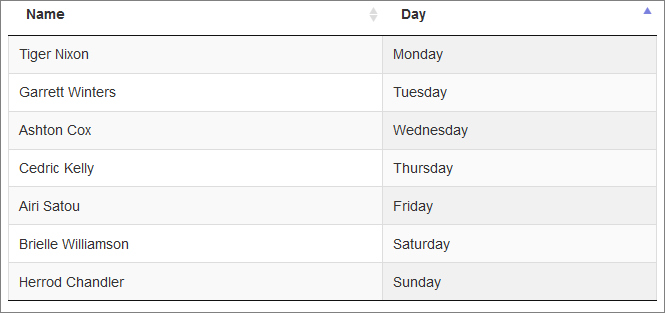 Name Day
Tiger Nixon Monday
Garrett Winters Tuesday
Ashton Cox Wednesday
Cedric Kelly Thursday
Airi Satou Friday
Brielle Williamson Saturday
Herrod Chandler Sunday